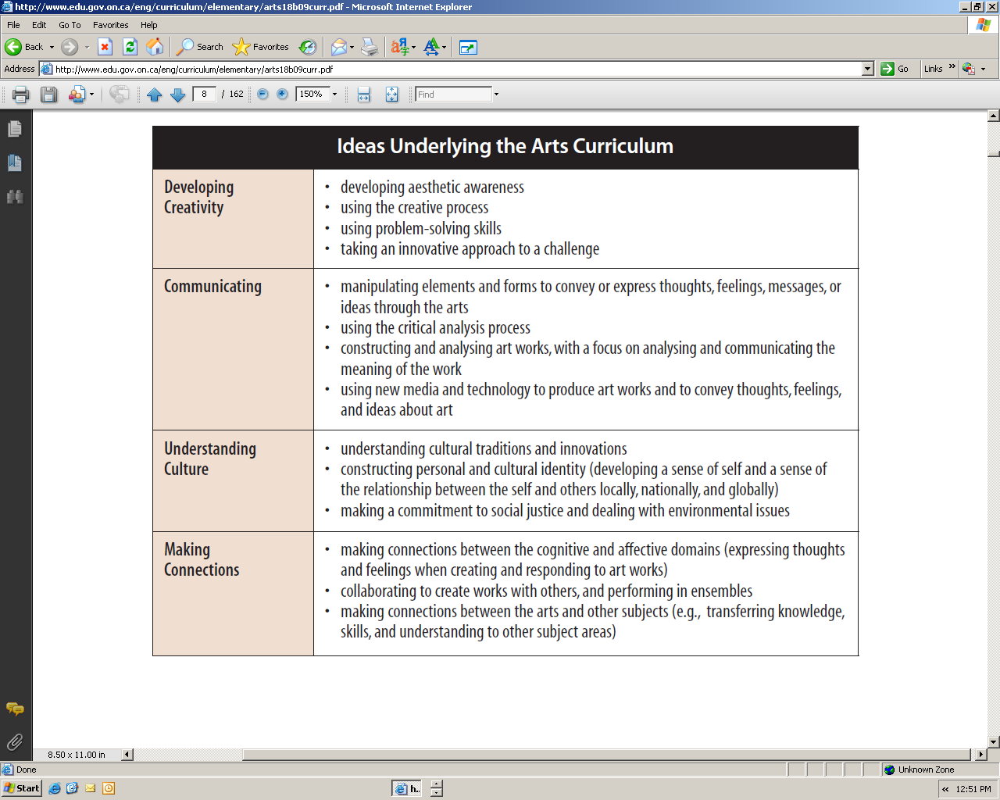 http://www.edu.gov.on.ca/eng/curriculum/elementary/arts18b09curr.pdf - Microsoft Internet Explorer
File Edit Go To Favorites Help
Back Search Favorites
Address http://www.edu.gov.on.ca/eng/curriculum/elementary/arts18b09curr.pdf Go Links »
8 / 162 150% Find
Ideas Underlying the Arts Curriculum
Developing
Creativity
• developing aesthetic awareness
• using the creative process
• using problem-solving skills
• taking an innovative approach to a challenge
Communicating
• manipulating elements and forms to convey or express thoughts, feelings, messages, or
ideas through the arts
• using the critical analysis process
• constructing and analysing art works, with a focus on analysing and communicating the
meaning of the work
• using new media and technology to produce art works and to convey thoughts, feelings,
and ideas about art
Understanding
Culture
• understanding cultural traditions and innovations
• constructing personal and cultural identity (developing a sense of self and a sense of
the relationship between the self and others locally, nationally, and globally)
• making a commitment to social justice and dealing with environmental issues
Making
Connections
• making connections between the cognitive and affective domains (expressing thoughts
and feelings when creating and responding to art works)
• collaborating to create works with others, and performing in ensembles
• making connections between the arts and other subjects (e.g., transferring knowledge,
skills, and understanding to other subject areas)
8.50 x 11.00 in
Done Unknown Zone
Start h.. « 12:51 PM